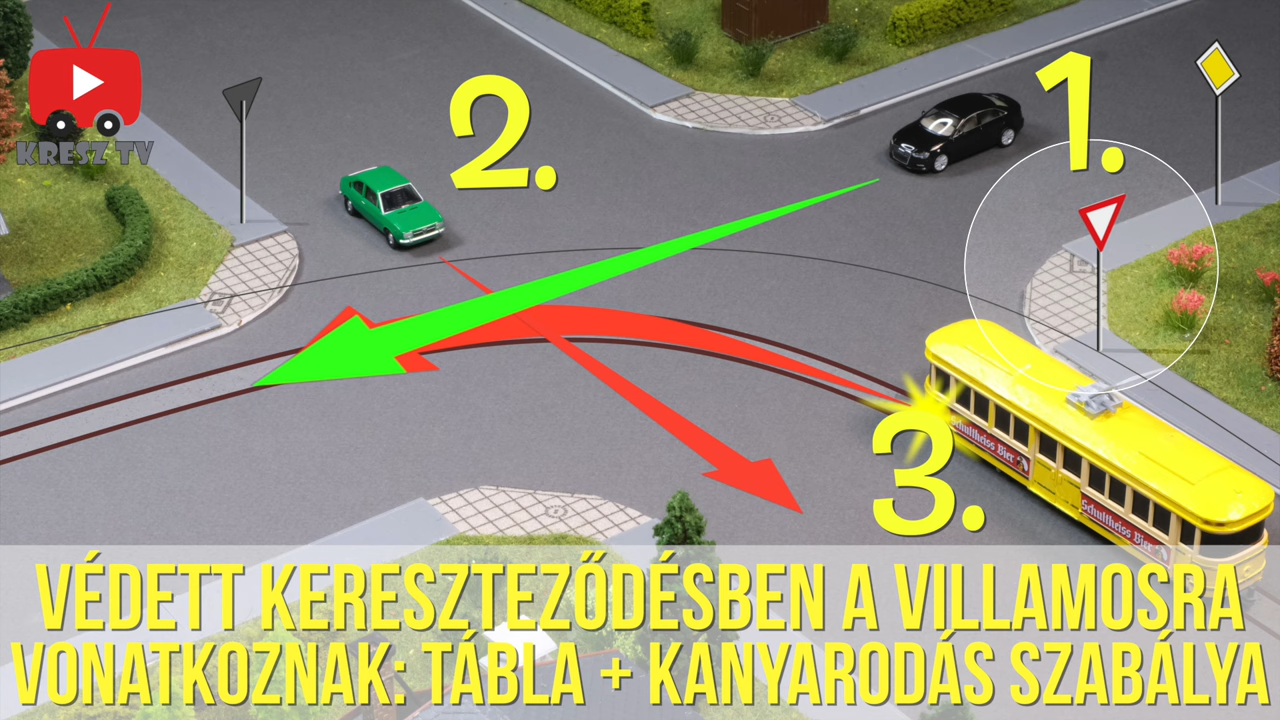 KRESZ TV
2.
1.
3.
Schultheiss Bier
Schultheiss Bier
VÉDETT KERESZTEZŐDÉSBEN A VILLAMOSRA
VONATKOZNAK: TÁBLA + KANYARODÁS SZABÁLYA